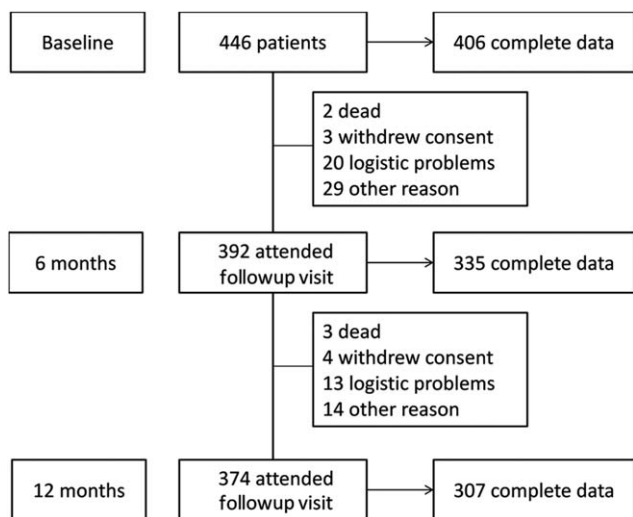 Baseline
446 patients
406 complete data
2 dead
3 withdrew consent
20 logistic problems
29 other reason
6 months
392 attended
followup visit
335 complete data
3 dead
4 withdrew consent
13 logistic problems
14 other reason
12 months
374 attended
followup visit
307 complete data